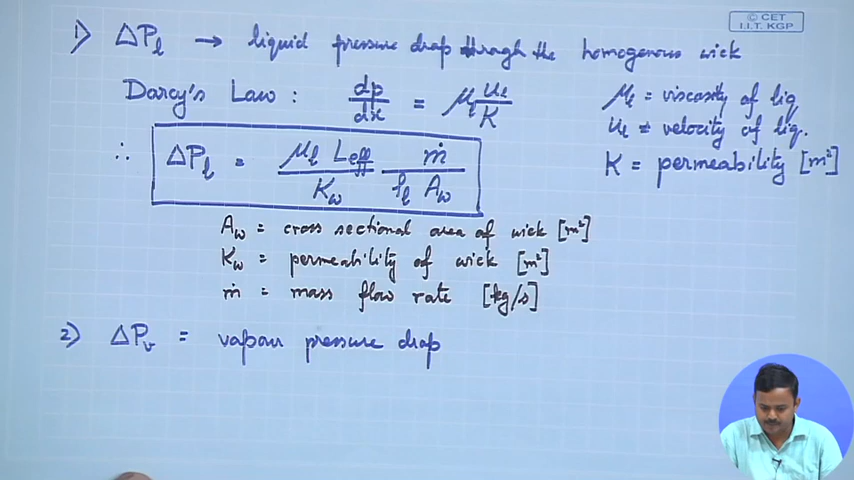 © CET
I.I.T. KGP
1) ΔP_l → liquid pressure drop through the homogenous wick
Darcy's Law : dp/dx = μ_l u_l/K
μ_l = viscosity of liq
u_l = velocity of liq.
K = permeability [m²]
∴ ΔP_l = μ_l L_eff/K_w ṁ/ρ_l A_w
A_w = cross sectional area of wick [m²]
K_w = permeability of wick [m²]
ṁ = mass flow rate [kg/s]
2) ΔP_v = vapour pressure drop